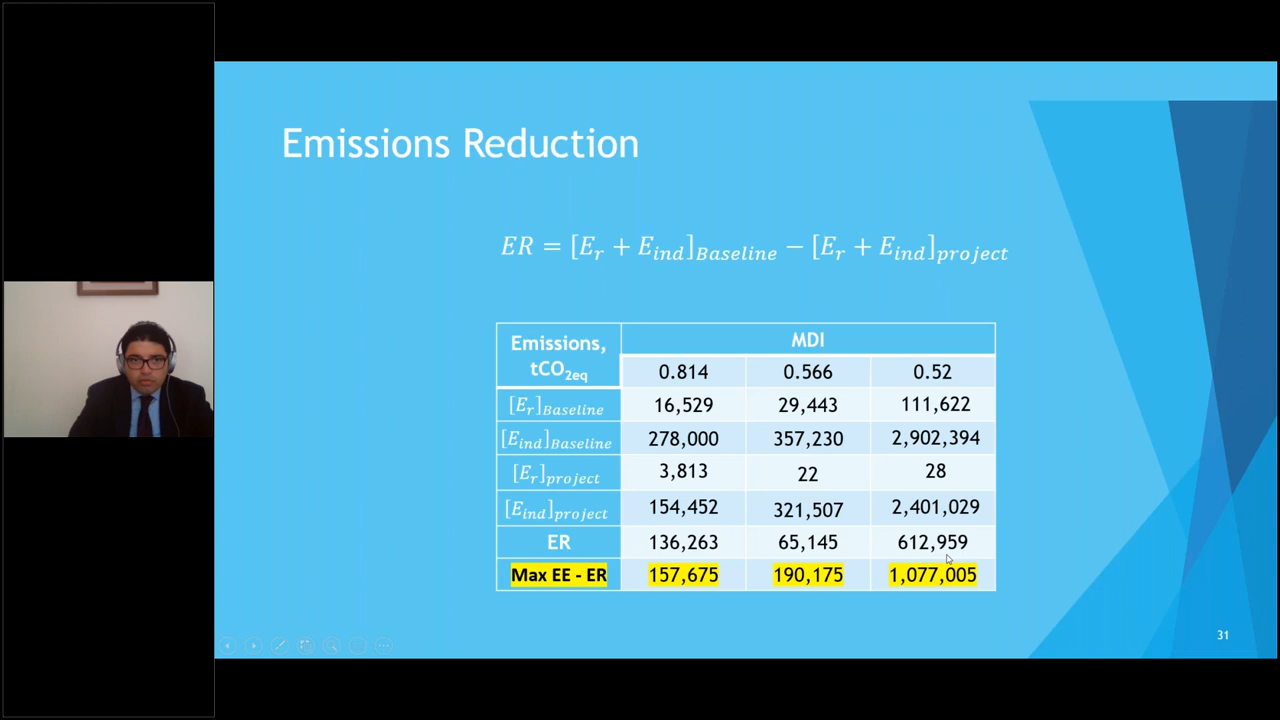 Emissions Reduction
ER = [E_r + E_ind]_Baseline − [E_r + E_ind]_project
Emissions, tCO2eq MDI
0.814 0.566 0.52
[E_r]_Baseline 16,529 29,443 111,622
[E_ind]_Baseline 278,000 357,230 2,902,394
[E_r]_project 3,813 22 28
[E_ind]_project 154,452 321,507 2,401,029
ER 136,263 65,145 612,959
Max EE - ER 157,675 190,175 1,077,005
31